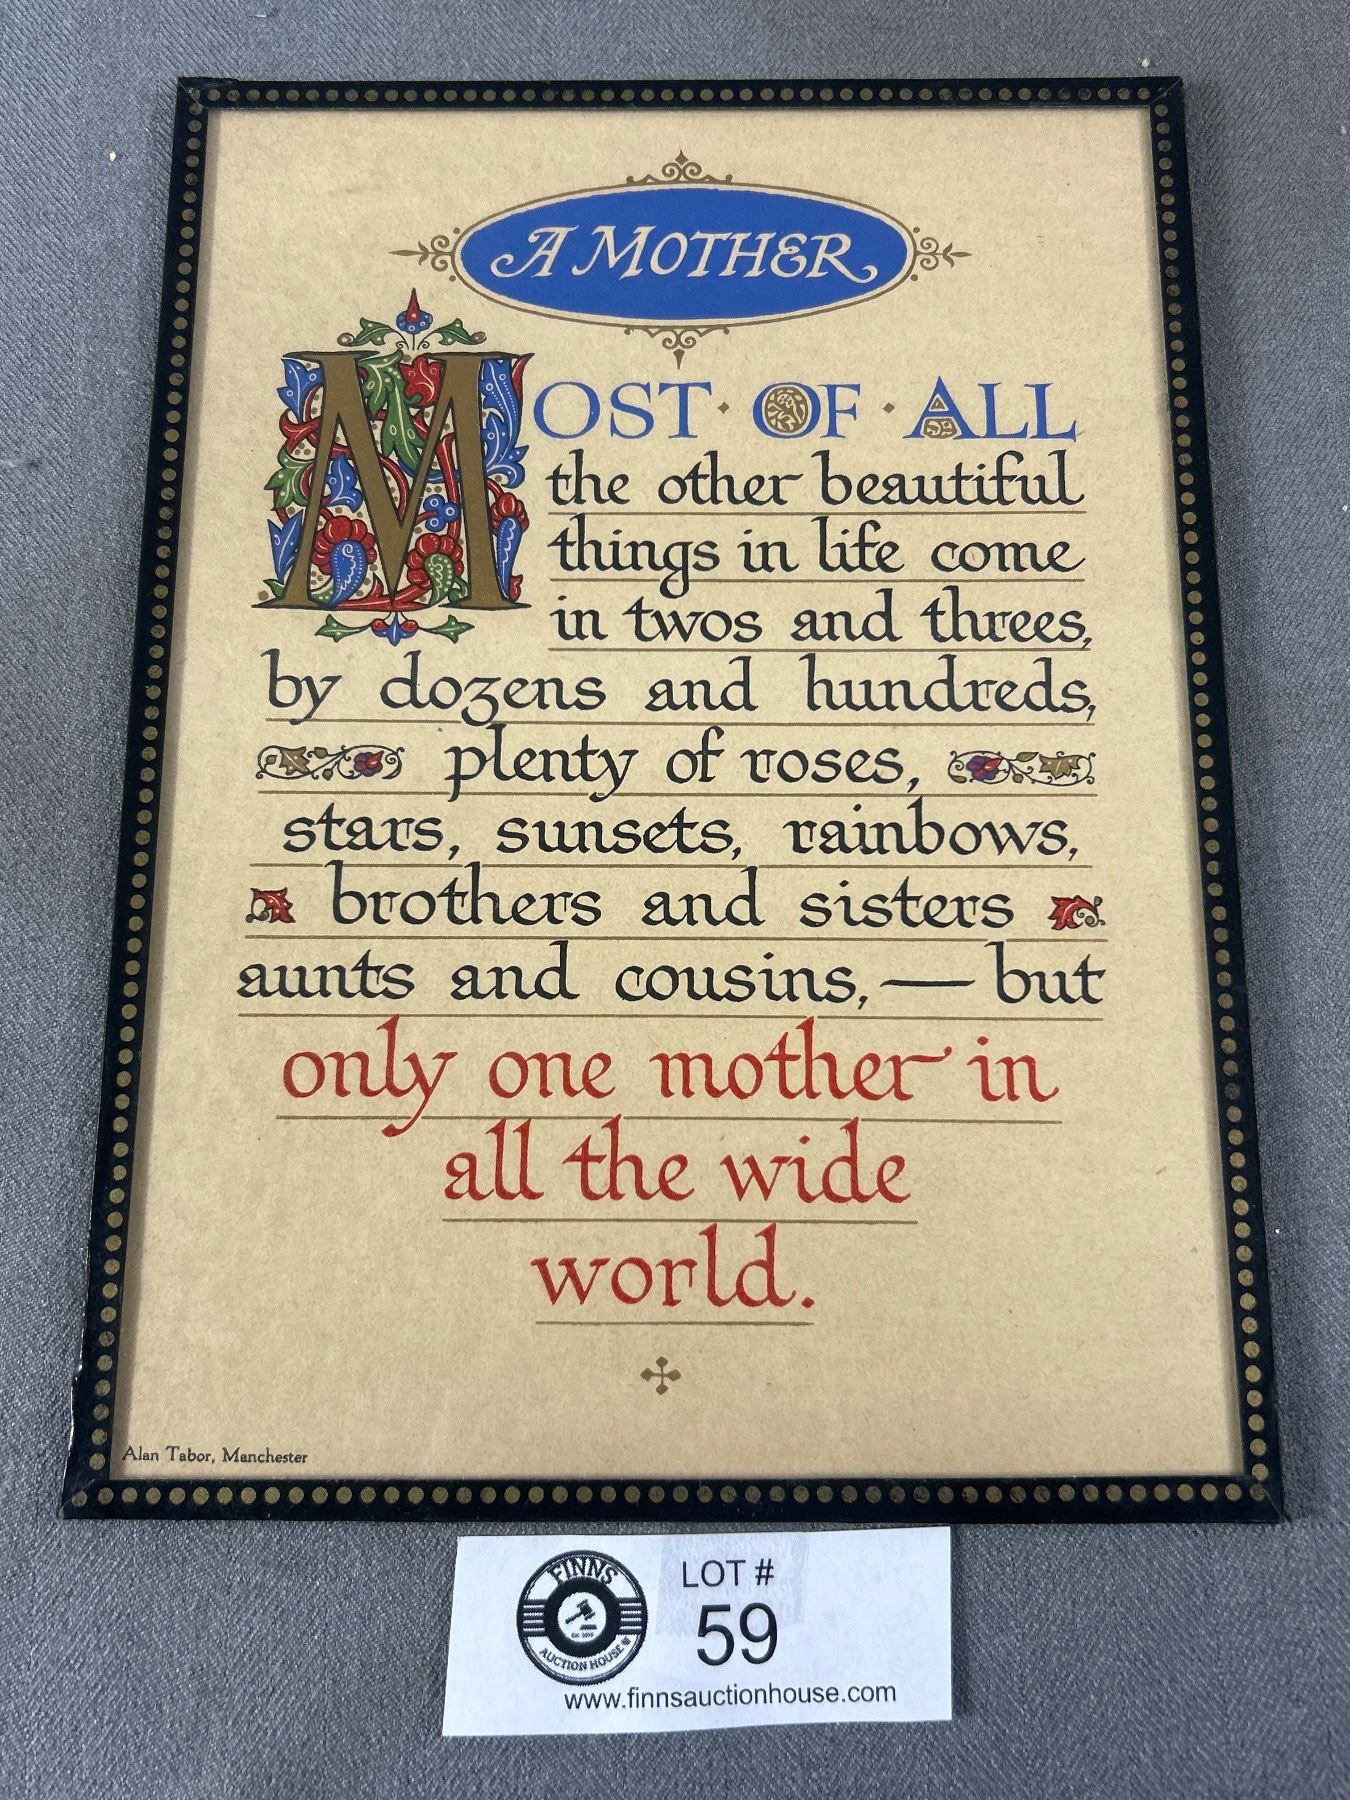 A MOTHER
MOST · OF · ALL
the other beautiful
things in life come
in twos and threes,
by dozens and hundreds,
plenty of roses,
stars, sunsets, rainbows,
brothers and sisters
aunts and cousins, — but
only one mother in
all the wide
world.
Alan Tabor, Manchester
FINNS
AUCTION HOUSE
LOT #
59
www.finnsauctionhouse.com